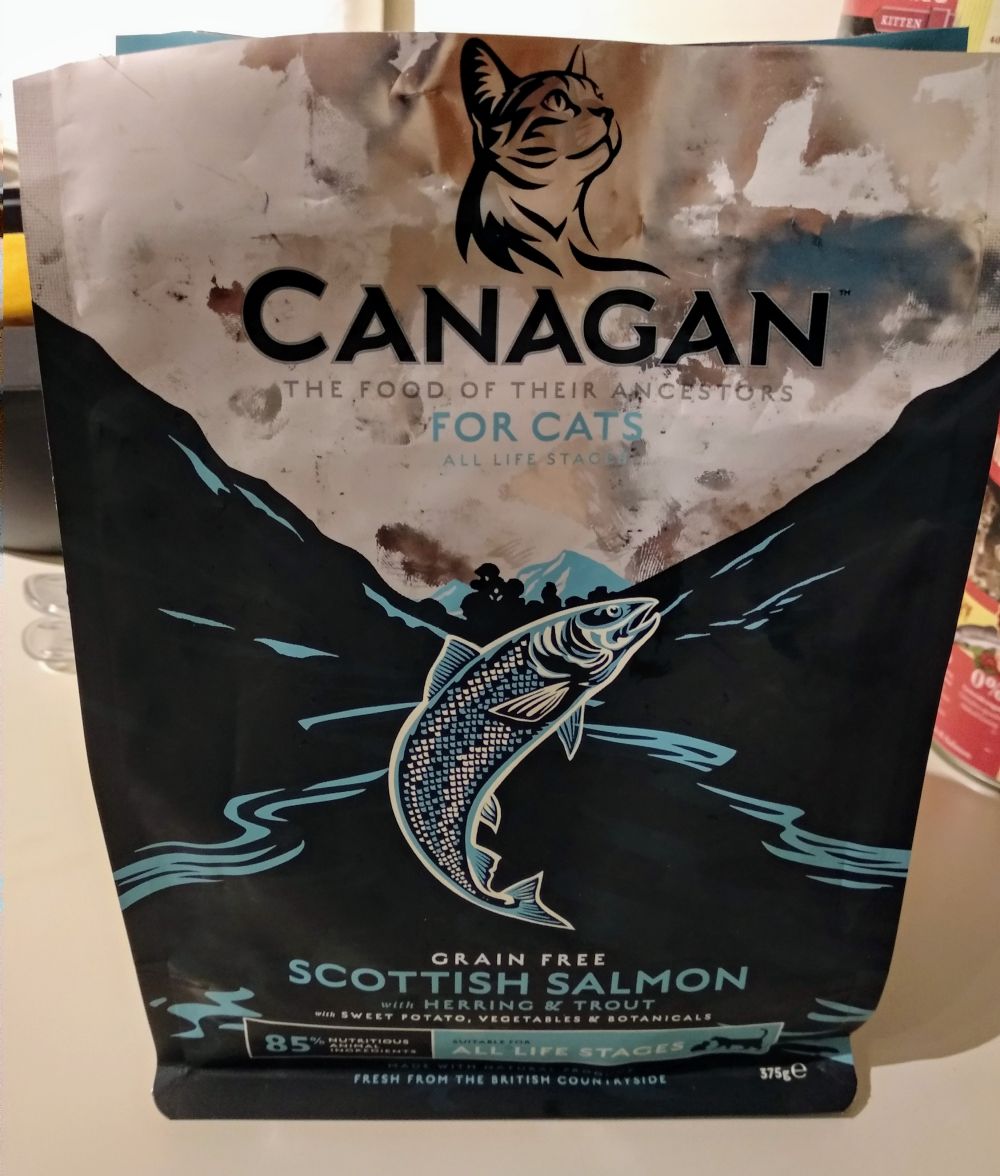 KITTEN
CANAGAN™
THE FOOD OF THEIR ANCESTORS
FOR CATS
ALL LIFE STAGES
0%
GRAIN FREE
SCOTTISH SALMON
with HERRING & TROUT
with SWEET POTATO, VEGETABLES & BOTANICALS
85% NUTRITIOUS ANIMAL INGREDIENTS
SUITABLE FOR
ALL LIFE STAGES
MADE WITH NATURAL
FRESH FROM THE BRITISH COUNTRYSIDE
375g℮